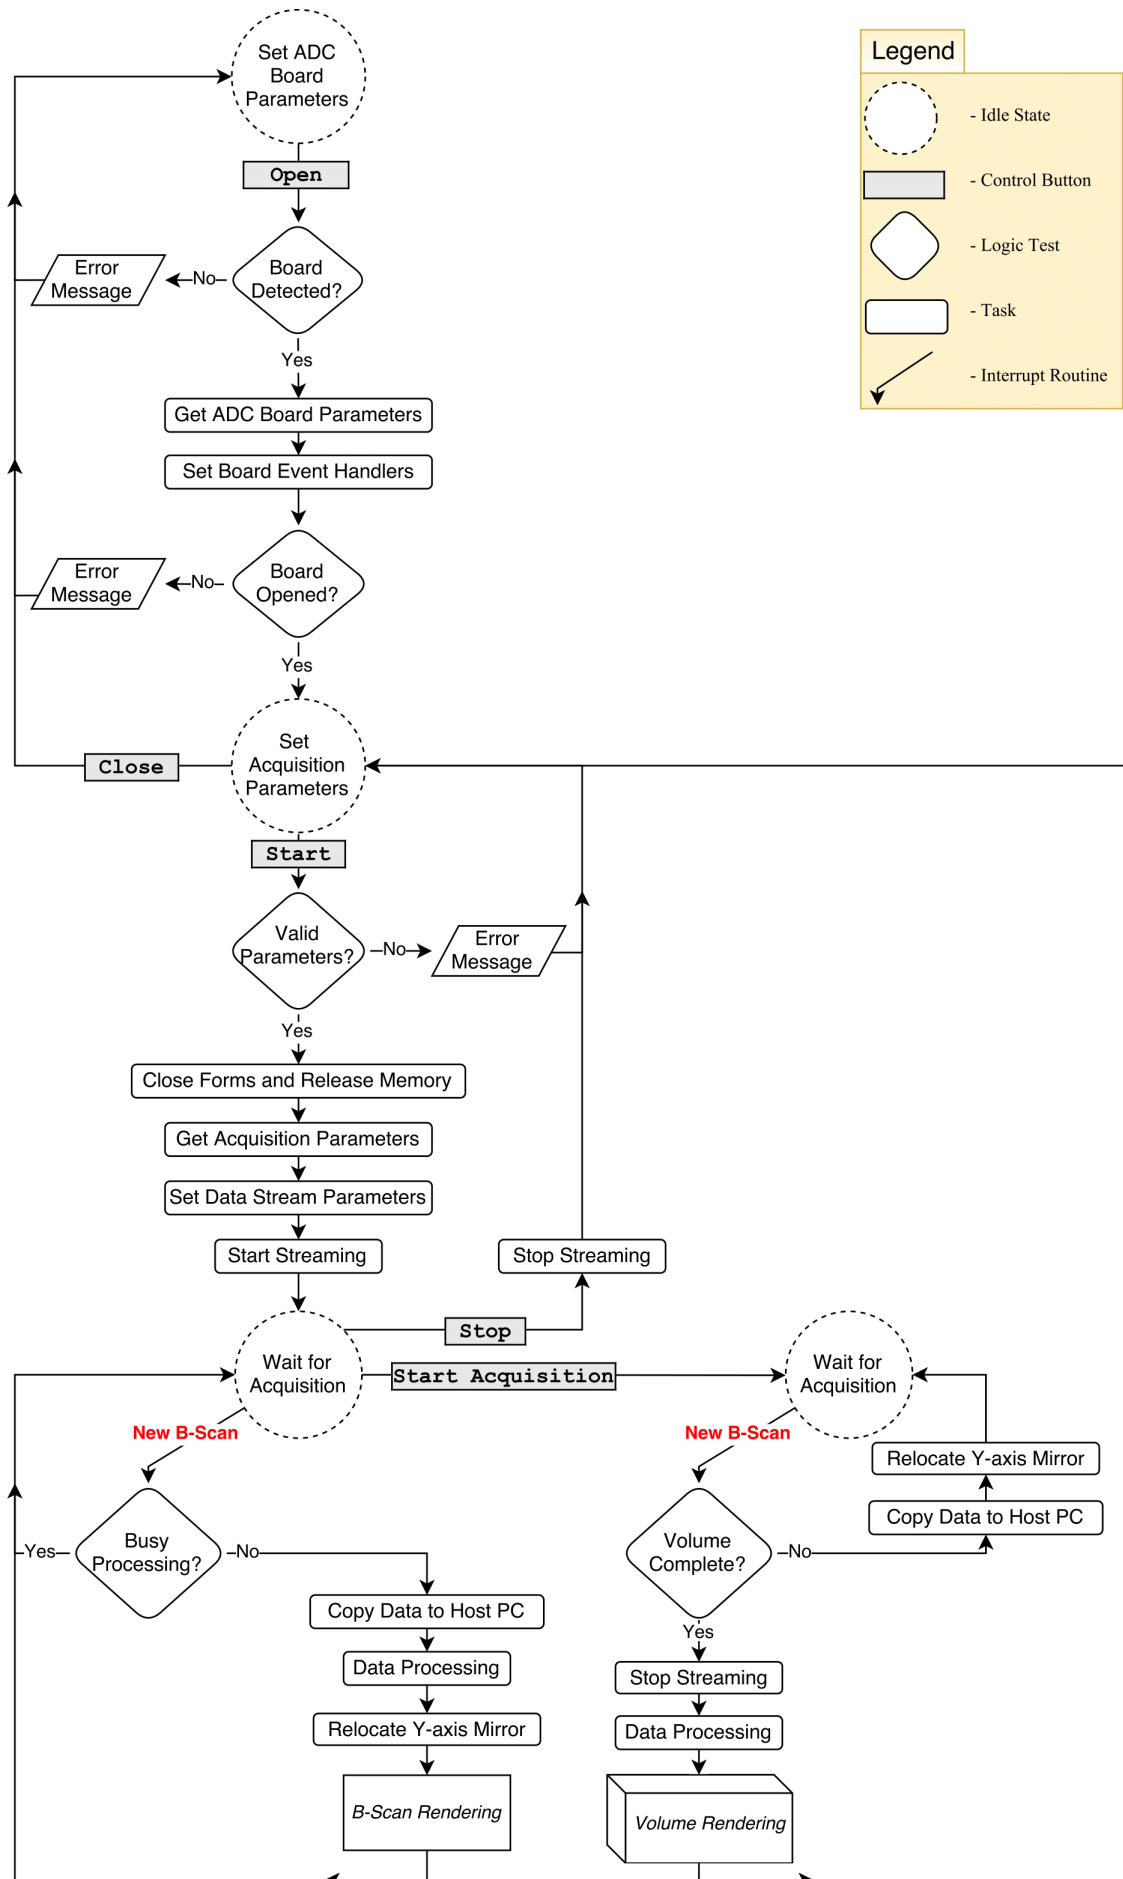 Set ADC
Board
Parameters
Legend
- Idle State
- Control Button
- Logic Test
- Task
- Interrupt Routine
Open
Board
Detected?
No
Error
Message
Yes
Get ADC Board Parameters
Set Board Event Handlers
Board
Opened?
No
Error
Message
Yes
Set
Acquisition
Parameters
Close
Start
Valid
Parameters?
No
Error
Message
Yes
Close Forms and Release Memory
Get Acquisition Parameters
Set Data Stream Parameters
Start Streaming
Stop Streaming
Stop
Wait for
Acquisition
Start Acquisition
Wait for
Acquisition
New B-Scan
New B-Scan
Relocate Y-axis Mirror
Copy Data to Host PC
Busy
Processing?
Yes
No
Volume
Complete?
No
Copy Data to Host PC
Data Processing
Relocate Y-axis Mirror
B-Scan Rendering
Yes
Stop Streaming
Data Processing
Volume Rendering